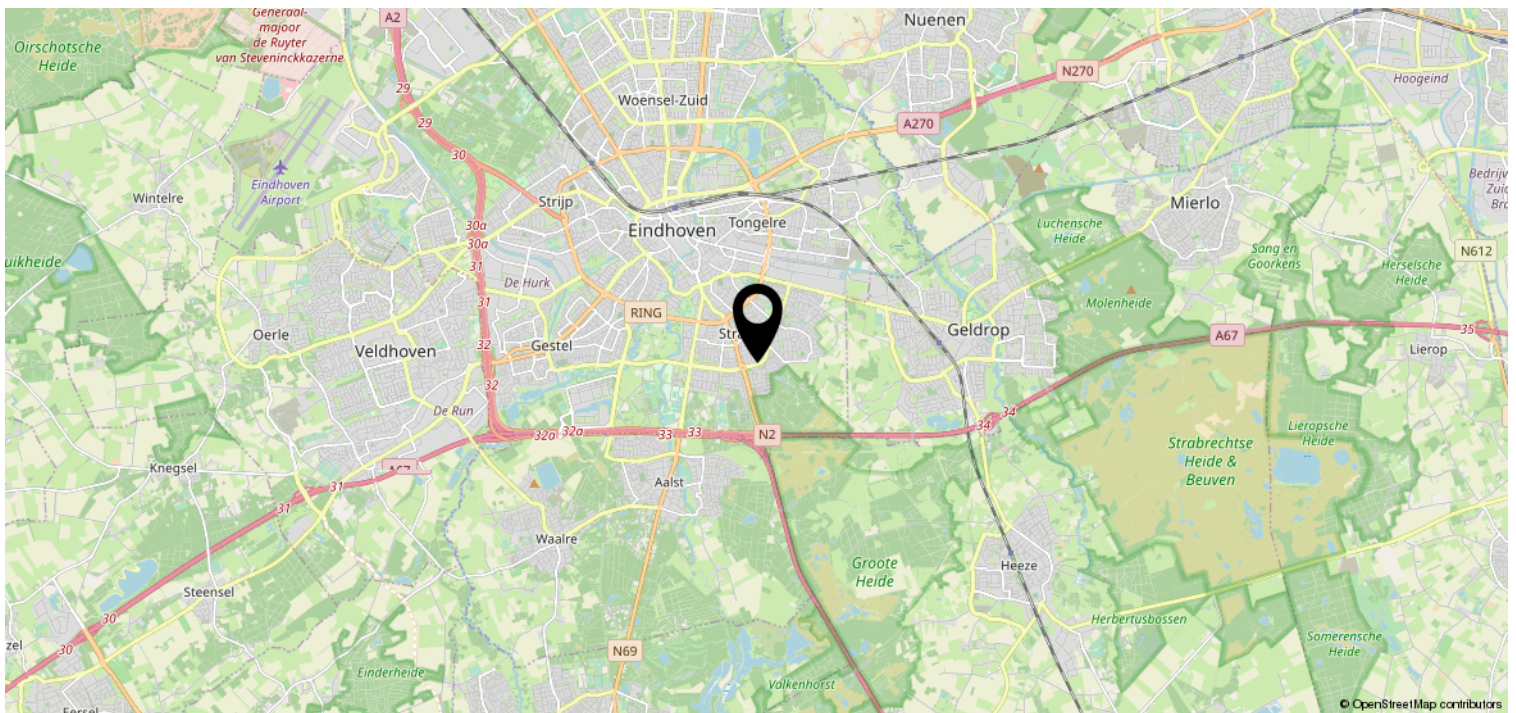 Generaal-
majoor
de Ruyter
van Steveninckkazerne
A2
Nuenen
Oirschotsche
Heide
N270
Hoogeind
29
Woensel-Zuid
29
A270
30
Eindhoven
Airport
Wintelre
Strijp
Mierlo
30a
30a
Eindhoven
Tongelre
Luchensche
Heide
Sang en
Goorkens
N612
31
De Hurk
Herselsche
Heide
31
Molenheide
RING
Oerle
32
Gestel
Geldrop
A67
35
Veldhoven
Lierop
32
De Run
34
34
32a
32a
33
33
N2
Lieropsche
Heide
Strabrechtse
Heide &
Beuven
Knegsel
31
31
Aalst
Waalre
Groote
Heide
Heeze
Steensel
30
30
Herbertusbossen
N69
Somerensche
Heide
Einderheide
Valkenhorst
© OpenStreetMap contributors